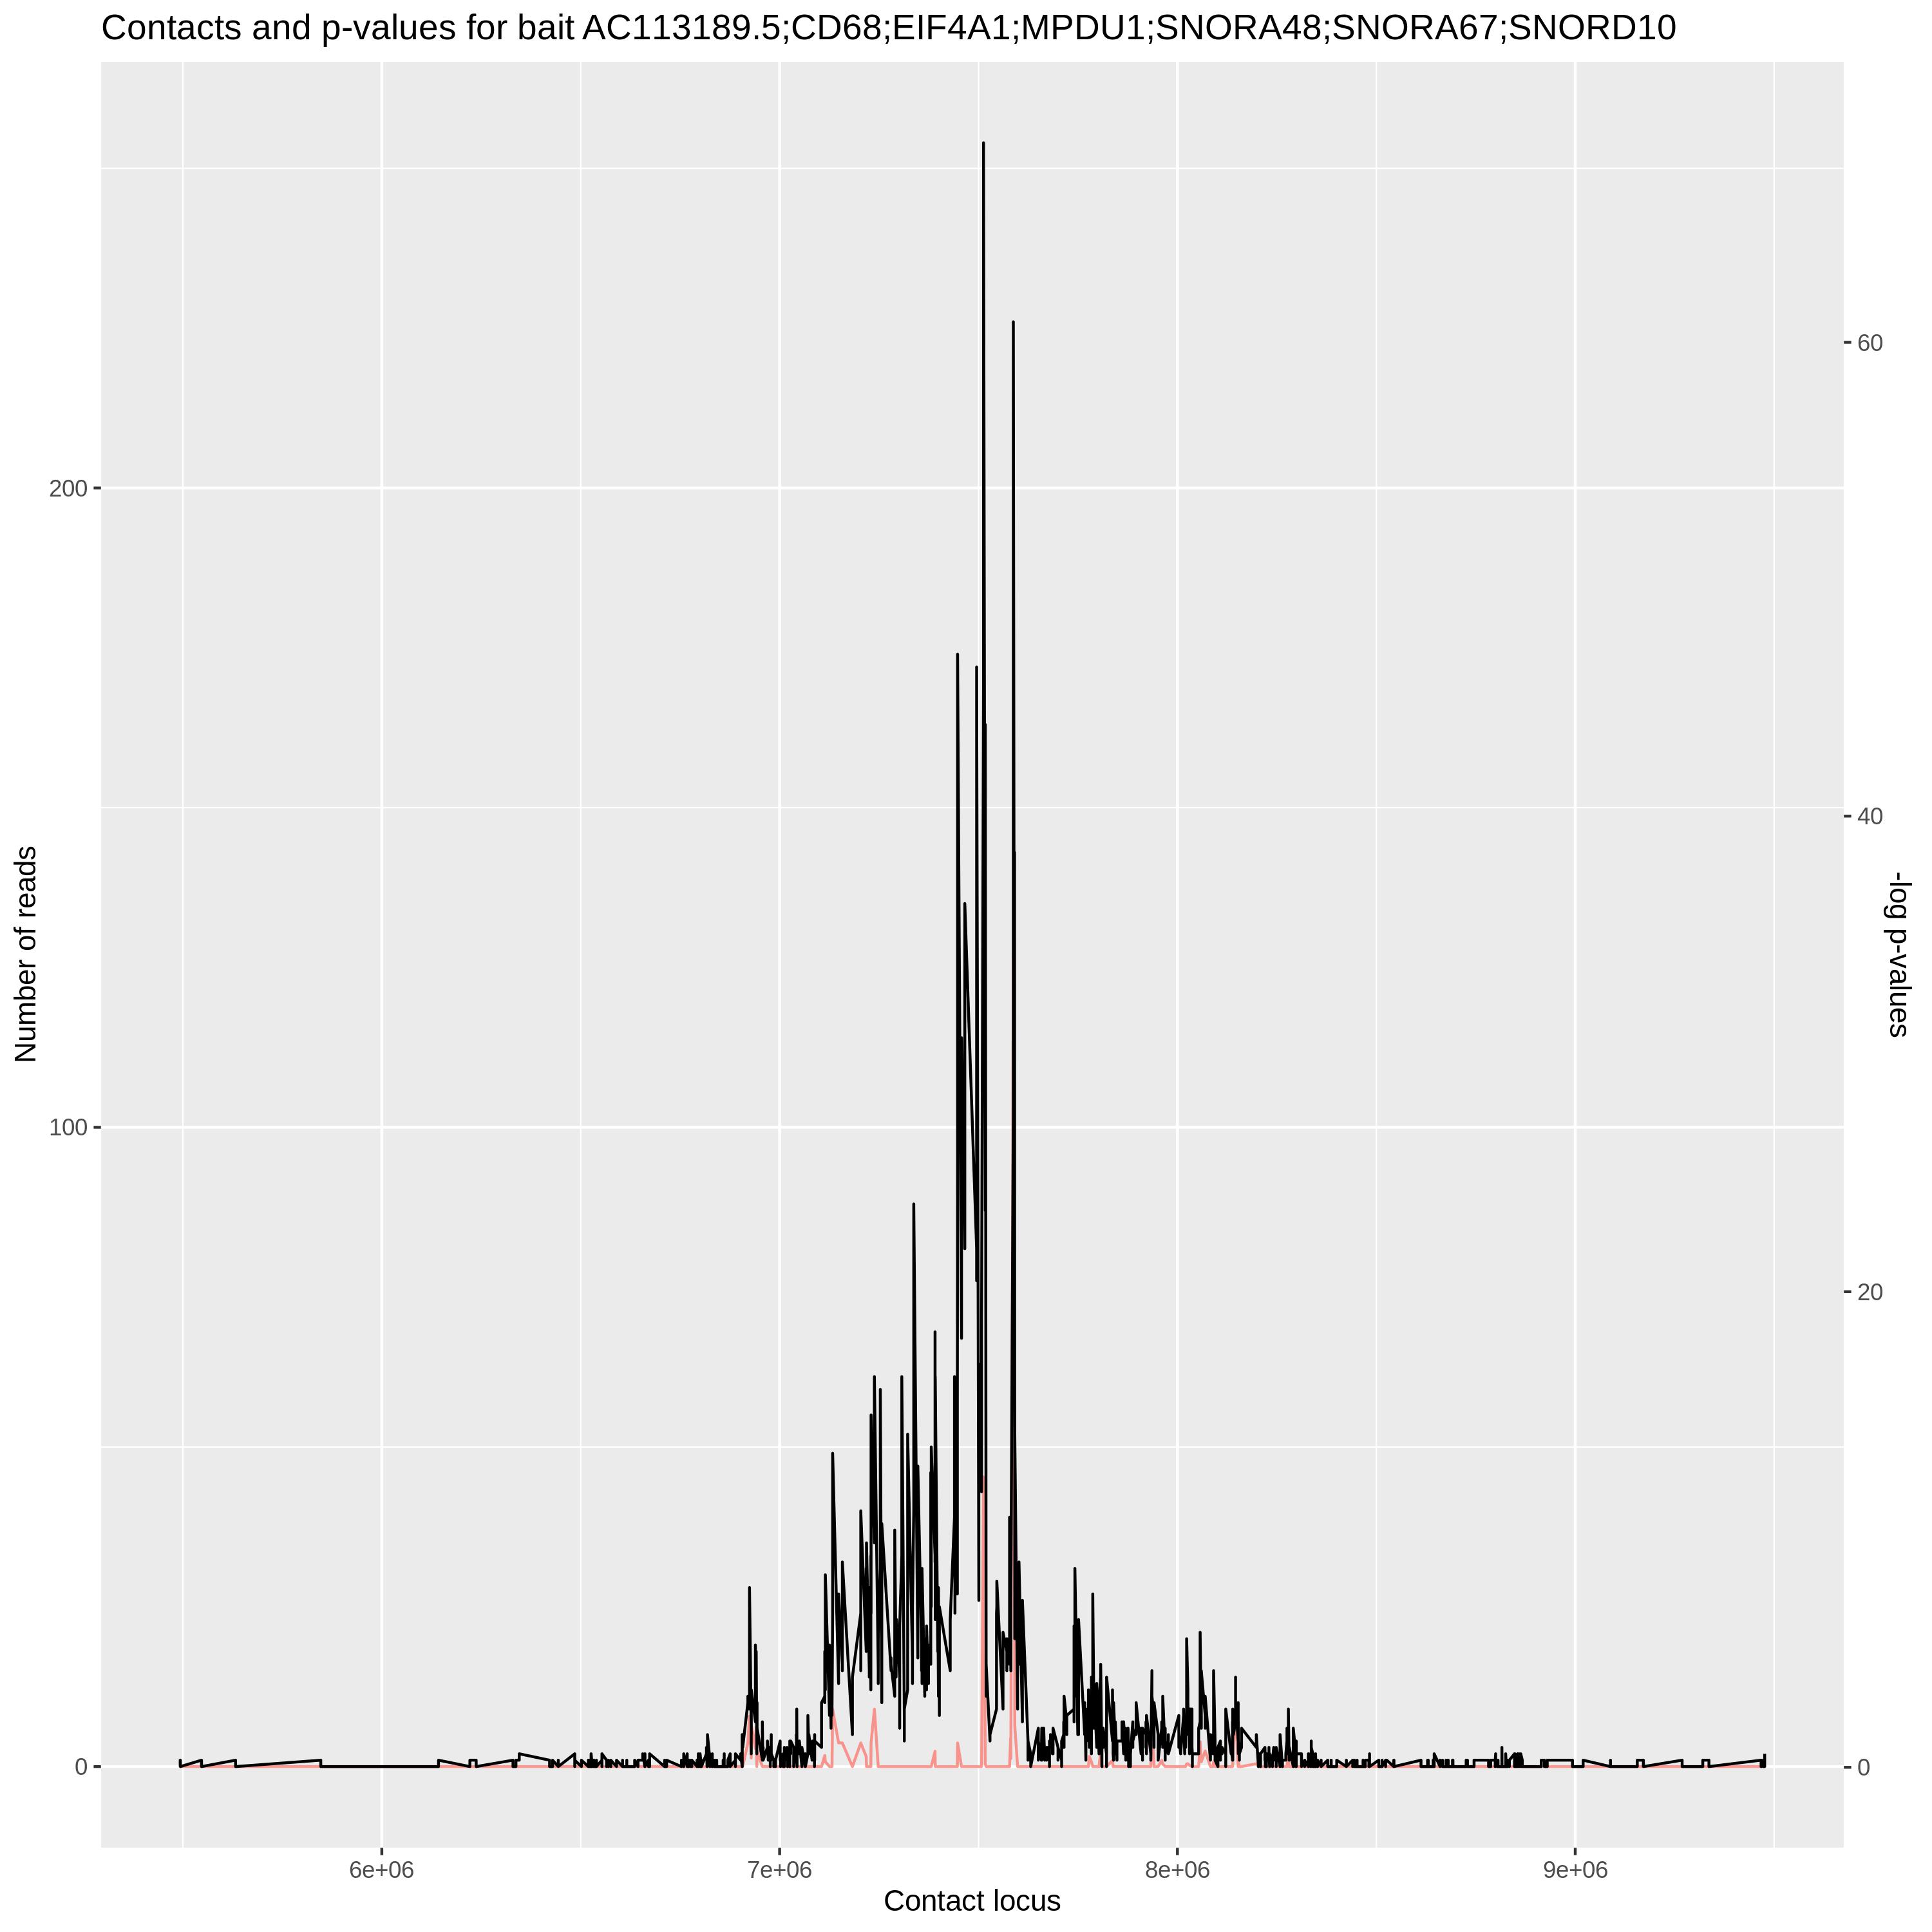 Contacts and p-values for bait AC113189.5;CD68;EIF4A1;MPDU1;SNORA48;SNORA67;SNORD10
Number of reads
200
100
0
60
40
20
0
-log p-values
6e+06
7e+06
8e+06
9e+06
Contact locus